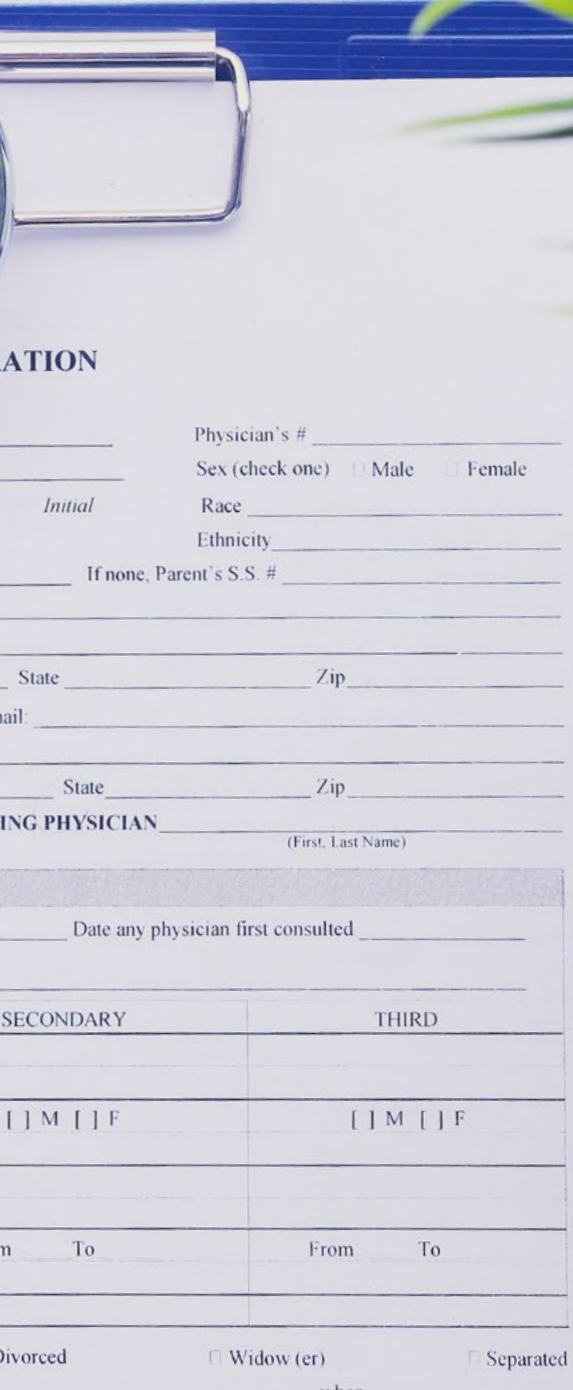 ATION
Physician's #
Sex (check one) Male Female
Initial Race
Ethnicity
If none, Parent's S.S. #
State Zip
mail:
State Zip
ING PHYSICIAN
(First, Last Name)
Date any physician first consulted
SECONDARY THIRD
[ ] M [ ] F [ ] M [ ] F
m To From To
Divorced Widow (er) Separated